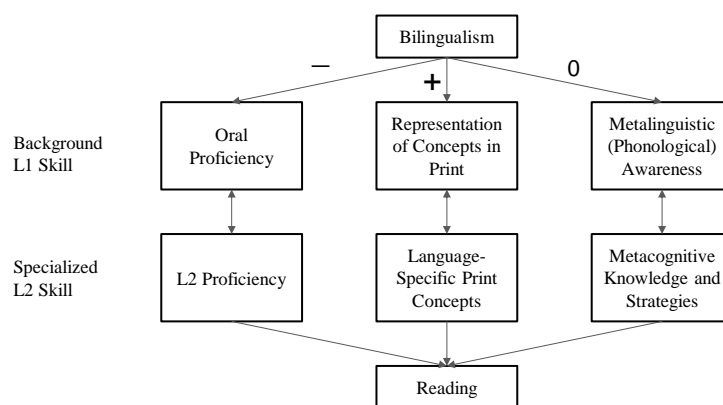 Bilingualism
—
+
0
Background
L1 Skill
Oral
Proficiency
Representation
of Concepts in
Print
Metalinguistic
(Phonological)
Awareness
Specialized
L2 Skill
L2 Proficiency
Language-
Specific Print
Concepts
Metacognitive
Knowledge and
Strategies
Reading